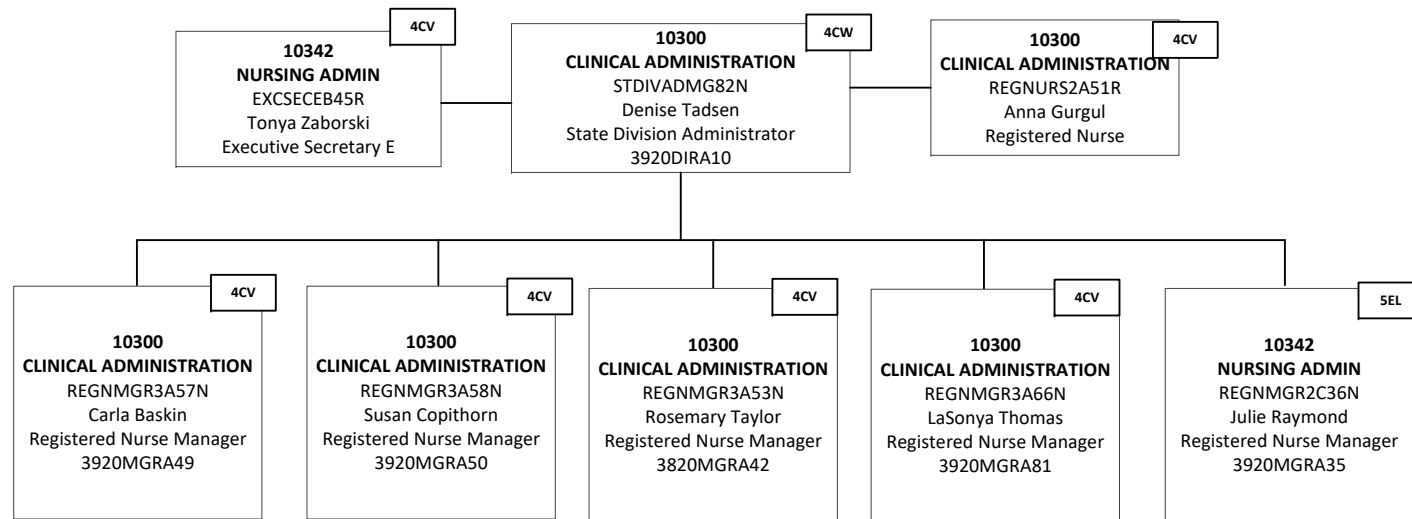 4CV
10342
NURSING ADMIN
EXCSECEB45R
Tonya Zaborski
Executive Secretary E
4CW
10300
CLINICAL ADMINISTRATION
STDIVADMG82N
Denise Tadsen
State Division Administrator
3920DIRA10
4CV
10300
CLINICAL ADMINISTRATION
REGNURS2A51R
Anna Gurgul
Registered Nurse
4CV
10300
CLINICAL ADMINISTRATION
REGNMGR3A57N
Carla Baskin
Registered Nurse Manager
3920MGRA49
4CV
10300
CLINICAL ADMINISTRATION
REGNMGR3A58N
Susan Copithorn
Registered Nurse Manager
3920MGRA50
4CV
10300
CLINICAL ADMINISTRATION
REGNMGR3A53N
Rosemary Taylor
Registered Nurse Manager
3820MGRA42
4CV
10300
CLINICAL ADMINISTRATION
REGNMGR3A66N
LaSonya Thomas
Registered Nurse Manager
3920MGRA81
5EL
10342
NURSING ADMIN
REGNMGR2C36N
Julie Raymond
Registered Nurse Manager
3920MGRA35